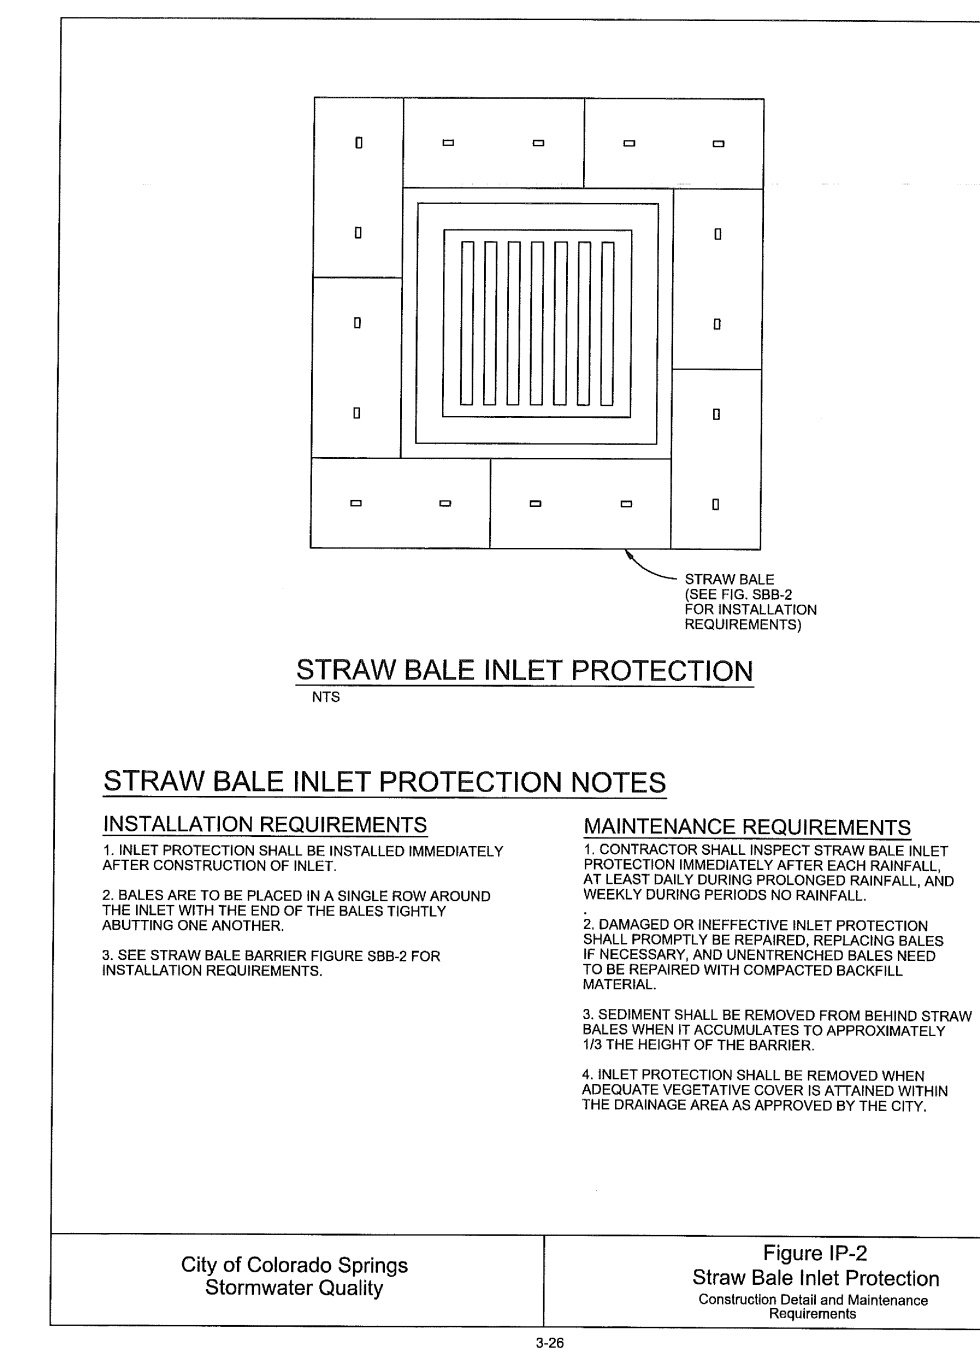 STRAW BALE
(SEE FIG. SBB-2
FOR INSTALLATION
REQUIREMENTS)
STRAW BALE INLET PROTECTION
NTS
STRAW BALE INLET PROTECTION NOTES
INSTALLATION REQUIREMENTS
1. INLET PROTECTION SHALL BE INSTALLED IMMEDIATELY
AFTER CONSTRUCTION OF INLET.
2. BALES ARE TO BE PLACED IN A SINGLE ROW AROUND
THE INLET WITH THE END OF THE BALES TIGHTLY
ABUTTING ONE ANOTHER.
3. SEE STRAW BALE BARRIER FIGURE SBB-2 FOR
INSTALLATION REQUIREMENTS.
MAINTENANCE REQUIREMENTS
1. CONTRACTOR SHALL INSPECT STRAW BALE INLET
PROTECTION IMMEDIATELY AFTER EACH RAINFALL,
AT LEAST DAILY DURING PROLONGED RAINFALL, AND
WEEKLY DURING PERIODS NO RAINFALL.
.
2. DAMAGED OR INEFFECTIVE INLET PROTECTION
SHALL PROMPTLY BE REPAIRED, REPLACING BALES
IF NECESSARY, AND UNENTRENCHED BALES NEED
TO BE REPAIRED WITH COMPACTED BACKFILL
MATERIAL.
3. SEDIMENT SHALL BE REMOVED FROM BEHIND STRAW
BALES WHEN IT ACCUMULATES TO APPROXIMATELY
1/3 THE HEIGHT OF THE BARRIER.
4. INLET PROTECTION SHALL BE REMOVED WHEN
ADEQUATE VEGETATIVE COVER IS ATTAINED WITHIN
THE DRAINAGE AREA AS APPROVED BY THE CITY.
City of Colorado Springs
Stormwater Quality
Figure IP-2
Straw Bale Inlet Protection
Construction Detail and Maintenance
Requirements
3-26